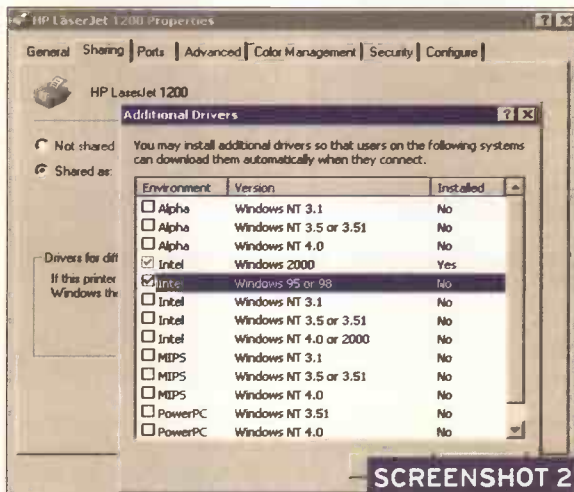 HP LaserJet 1200 Properties
General Sharing Ports Advanced Color Management Security Configure
HP LaserJet 1200
Additional Drivers
Not shared
Shared as:
You may install additional drivers so that users on the following systems
can download them automatically when they connect.
Environment Version Installed
Alpha Windows NT 3.1 No
Alpha Windows NT 3.5 or 3.51 No
Alpha Windows NT 4.0 No
Intel Windows 2000 Yes
Intel Windows 95 or 98 No
Intel Windows NT 3.1 No
Intel Windows NT 3.5 or 3.51 No
Intel Windows NT 4.0 or 2000 No
MIPS Windows NT 3.1 No
MIPS Windows NT 3.5 or 3.51 No
MIPS Windows NT 4.0 No
PowerPC Windows NT 3.51 No
PowerPC Windows NT 4.0 No
Drivers for diff
If this printer
Windows the
SCREENSHOT 2